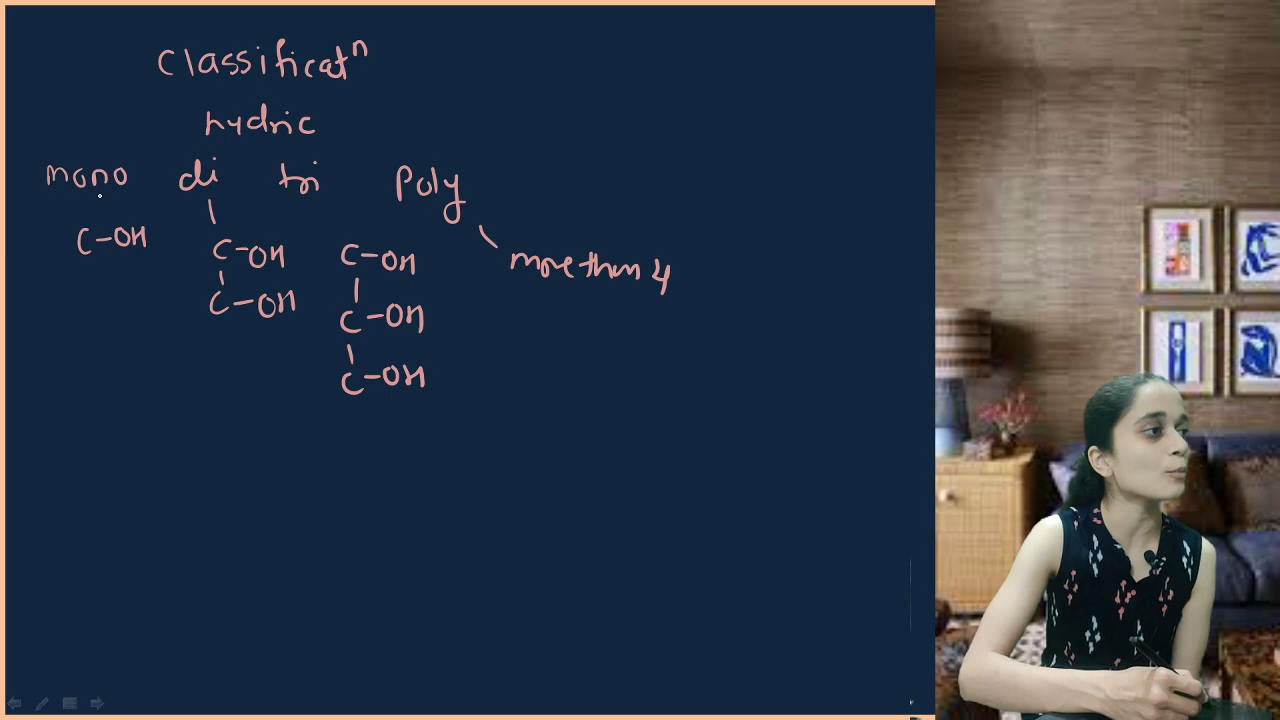 Classificatⁿ
hydric
mono di tri Poly
C-OH C-OH C-OH more than 4
C-OH C-OH
C-OH